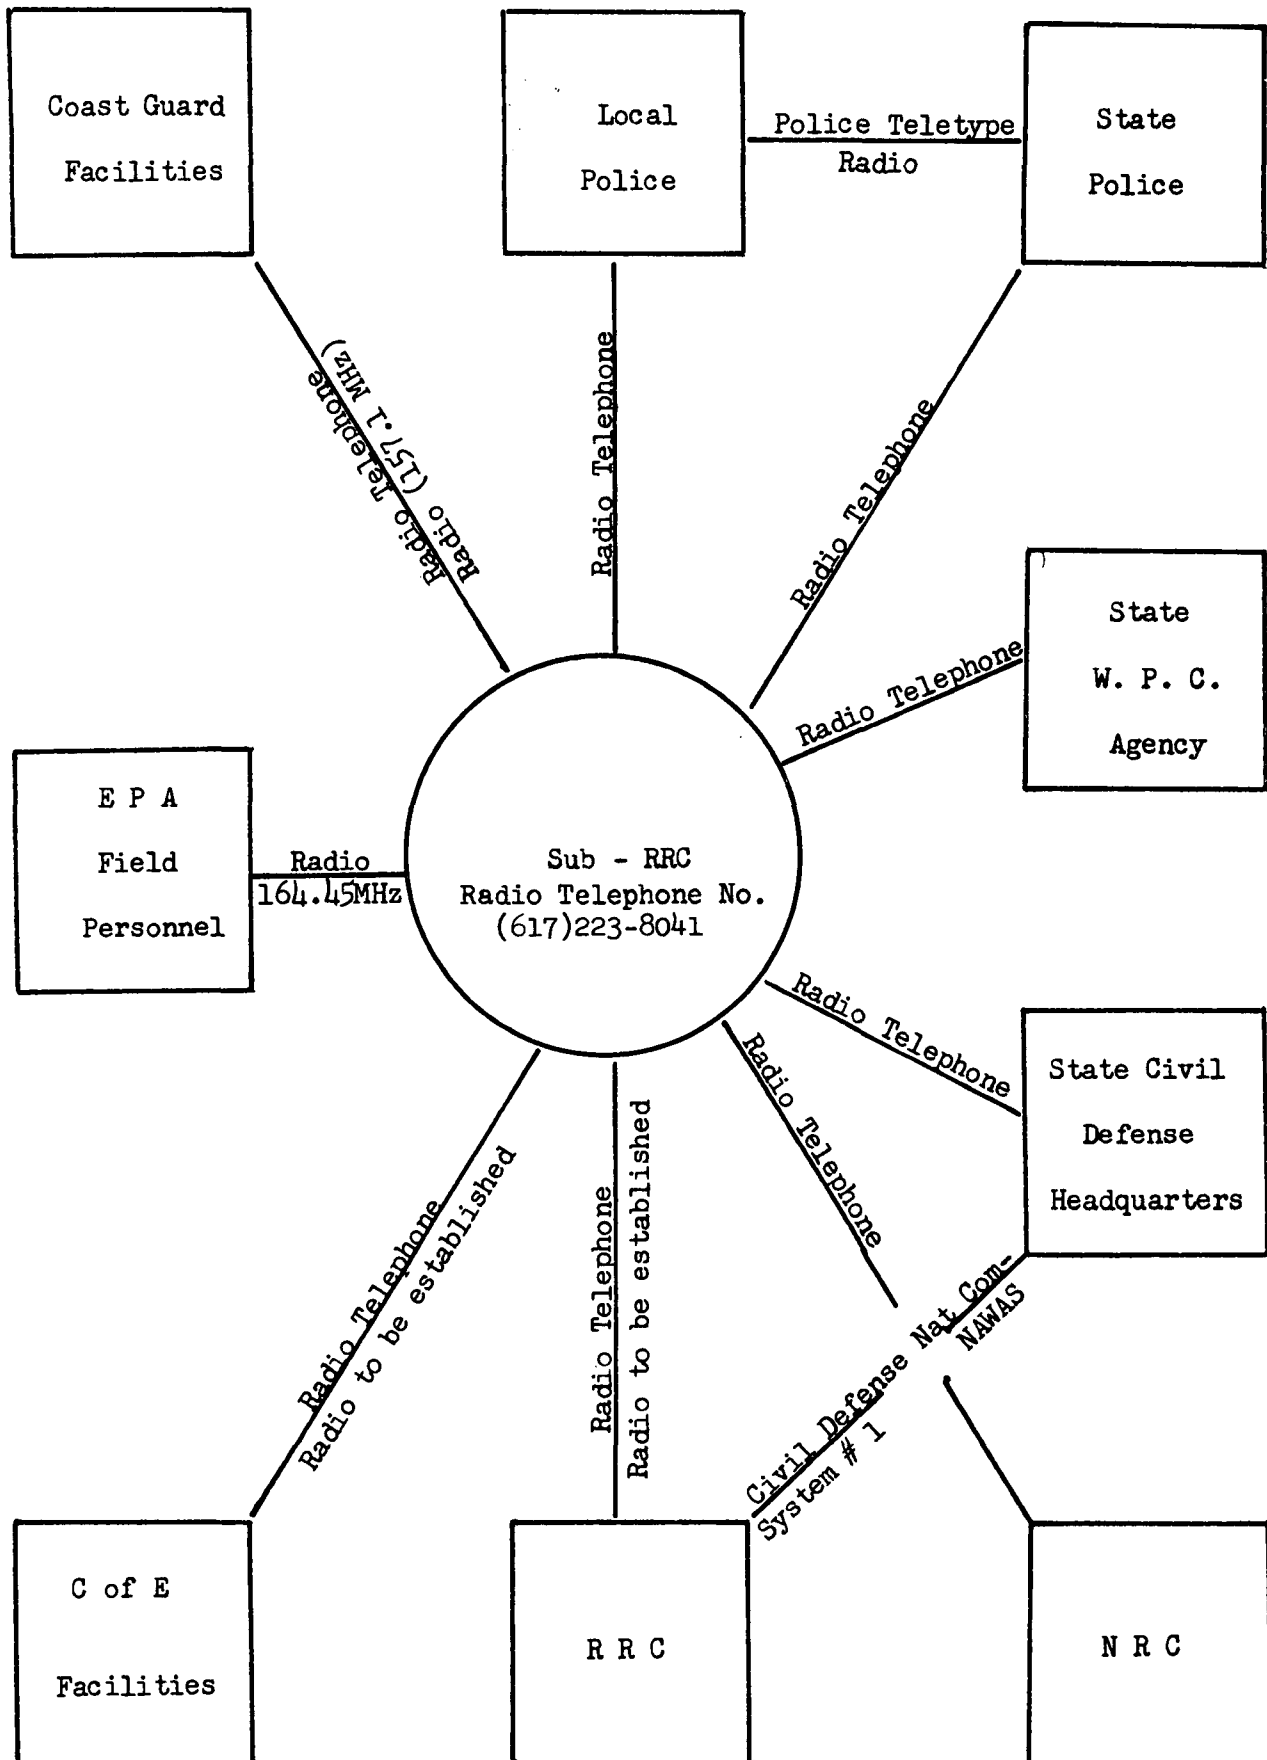 Coast Guard
Facilities
Local
Police
Police Teletype
Radio
State
Police
Radio (157.1 MHz)
Radio Telephone
Radio Telephone
Radio Telephone
State
W. P. C.
Agency
Radio Telephone
E P A
Field
Personnel
Radio
164.45MHz
Sub - RRC
Radio Telephone No.
(617)223-8041
Radio Telephone
State Civil
Defense
Headquarters
Radio Telephone
Radio Telephone
Radio to be established
Radio Telephone
Radio to be established
Civil Defense Nat Com-
NAWAS
System # 1
C of E
Facilities
R R C
N R C